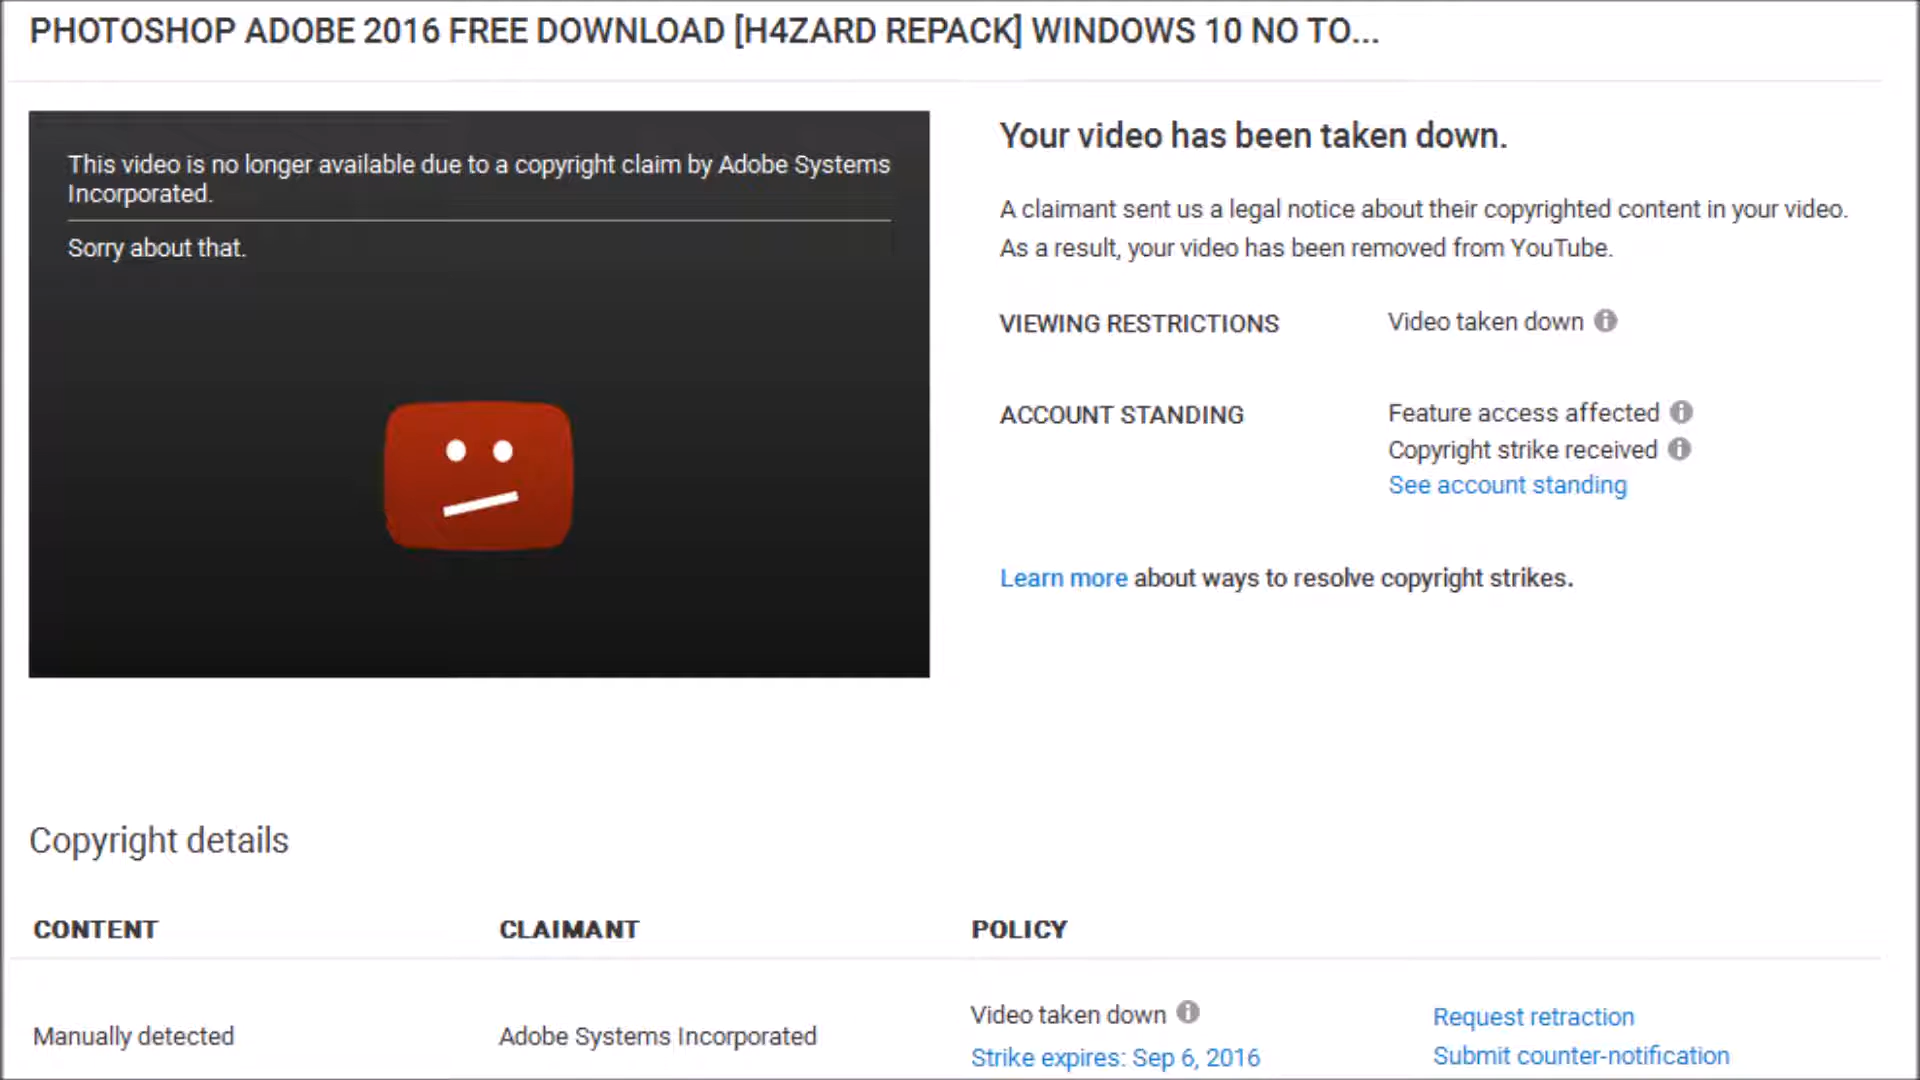 PHOTOSHOP ADOBE 2016 FREE DOWNLOAD [H4ZARD REPACK] WINDOWS 10 NO TO...
This video is no longer available due to a copyright claim by Adobe Systems
Incorporated.
Sorry about that.
Your video has been taken down.
A claimant sent us a legal notice about their copyrighted content in your video.
As a result, your video has been removed from YouTube.
VIEWING RESTRICTIONS
Video taken down
ACCOUNT STANDING
Feature access affected
Copyright strike received
See account standing
Learn more about ways to resolve copyright strikes.
Copyright details
CONTENT CLAIMANT POLICY
Manually detected
Adobe Systems Incorporated
Video taken down
Strike expires: Sep 6, 2016
Request retraction
Submit counter-notification